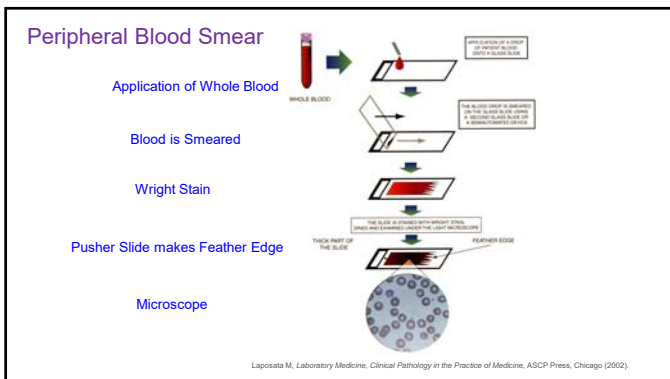 Peripheral Blood Smear
APPLICATION OF A DROP
OF PATIENT BLOOD
ONTO A GLASS SLIDE
Application of Whole Blood
WHOLE BLOOD
THE BLOOD DROP IS SMEARED
ON THE GLASS SLIDE USING
A SECOND GLASS SLIDE OR
A SEMIAUTOMATED DEVICE
Blood is Smeared
Wright Stain
THE SLIDE IS STAINED WITH WRIGHT STAIN,
DRIED AND EXAMINED UNDER THE LIGHT MICROSCOPE
Pusher Slide makes Feather Edge
THICK PART OF
THE SLIDE
FEATHER EDGE
Microscope
Laposata M, Laboratory Medicine, Clinical Pathology in the Practice of Medicine, ASCP Press, Chicago (2002).